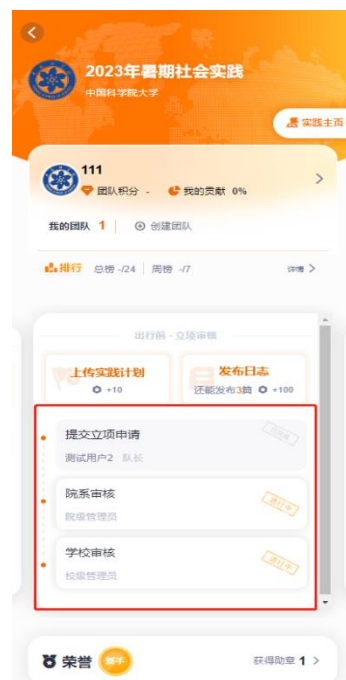 2023年暑期社会实践
中国科学院大学
实践主页
111
团队积分 - 我的贡献 0%
我的团队 1 创建团队
排行 总榜 -/24 周榜 -/7 详情
出行前 · 立项审核
上传实践计划 发布日志
+10 还能发布3篇 +100
提交立项申请
测试用户2 队长
院系审核 进行中
院级管理员
学校审核 进行中
校级管理员
荣誉 新手 获得勋章 1